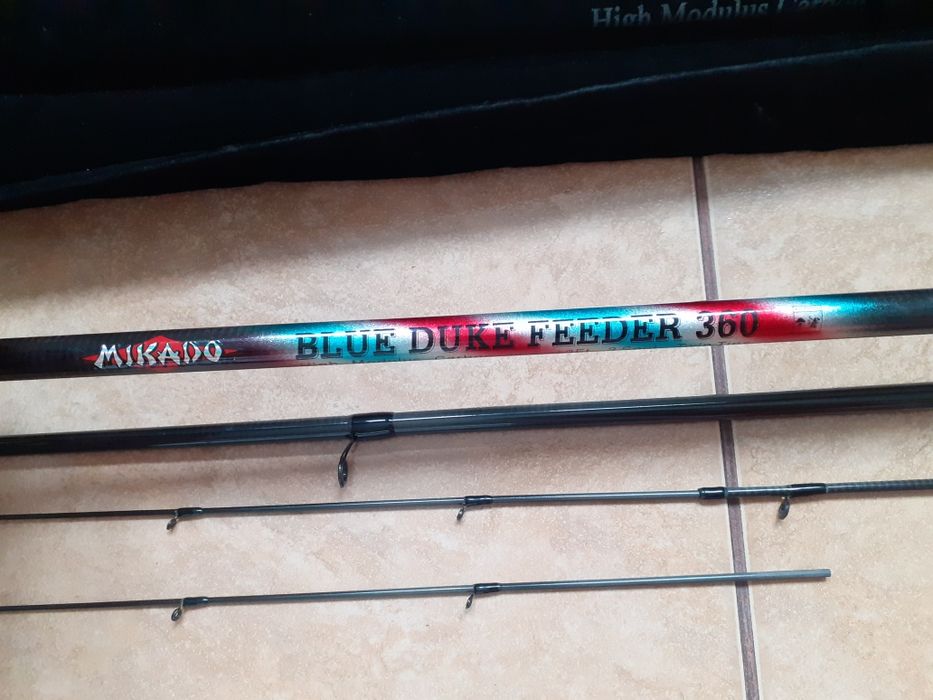 High Modulus
MIKADO BLUE DUKE FEEDER 360